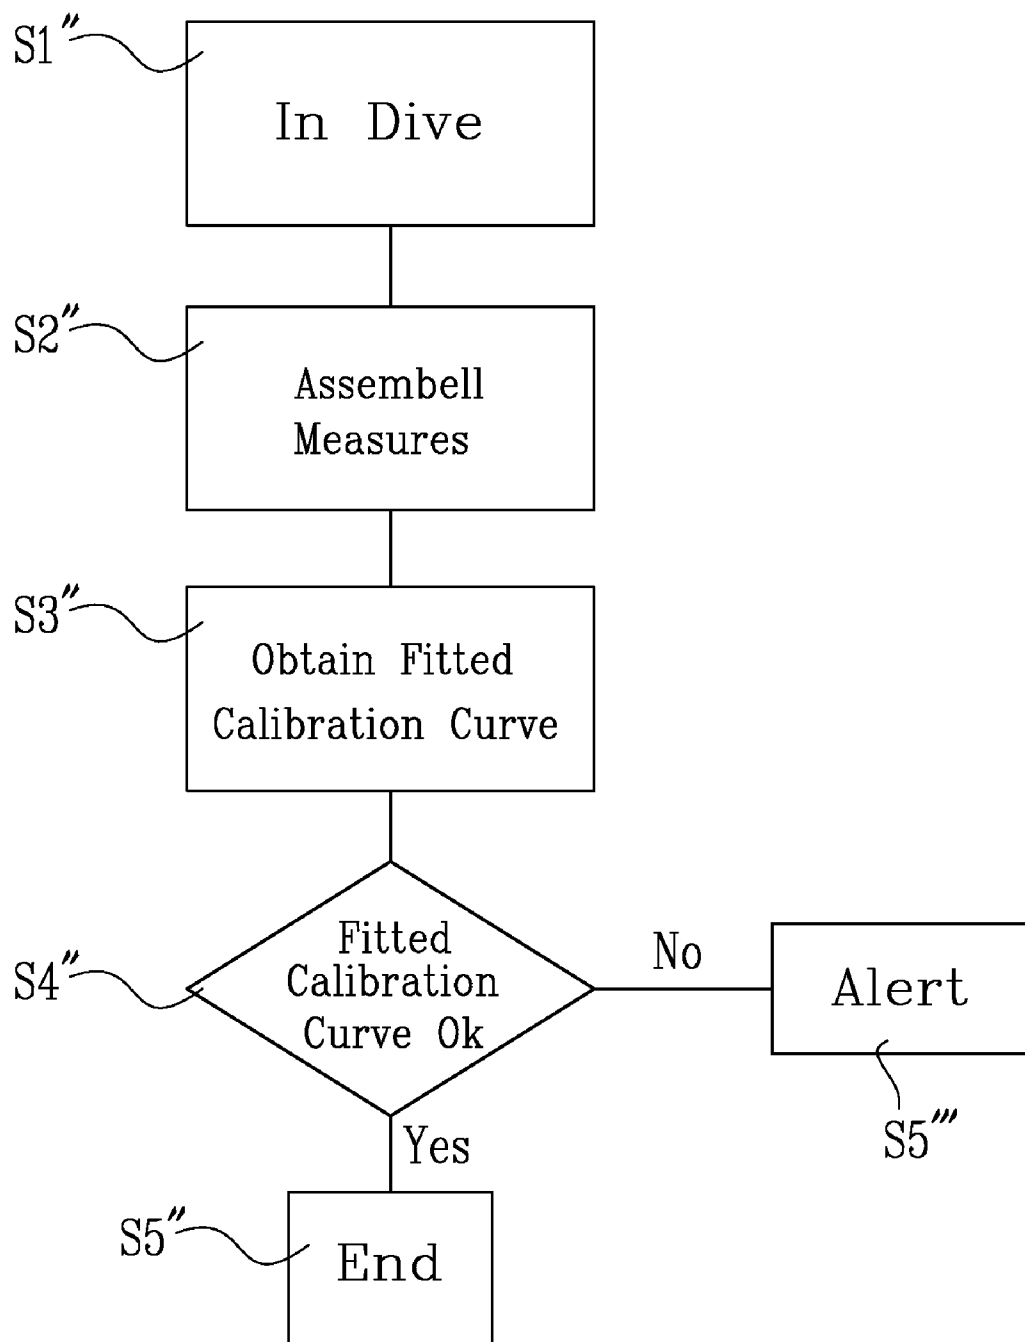 S1″
In Dive
S2″
Assembell
Measures
S3″
Obtain Fitted
Calibration Curve
S4″
Fitted
Calibration
Curve Ok
No
Alert
S5‴
Yes
S5″
End